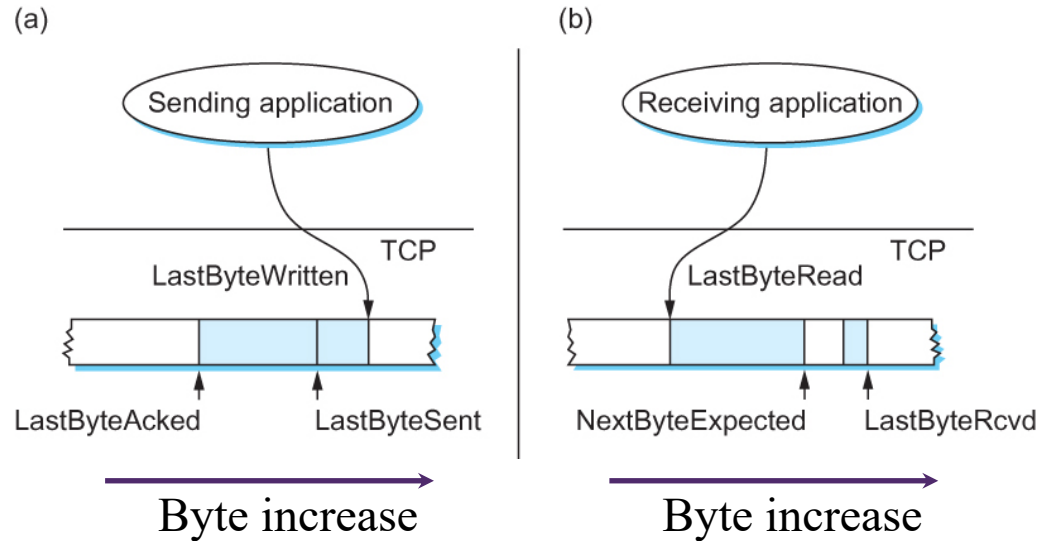 (a)
Sending application
TCP
LastByteWritten
LastByteAcked
LastByteSent
Byte increase
(b)
Receiving application
TCP
LastByteRead
NextByteExpected
LastByteRcvd
Byte increase